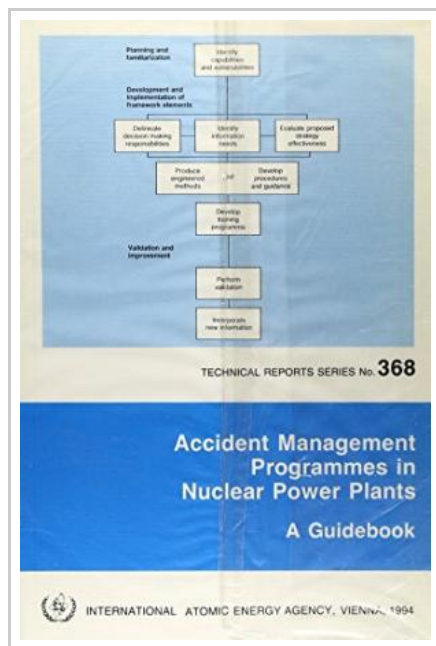 Planning and
familiarization
Identify
capabilities
and vulnerabilities
Development and
implementation of
framework elements
Delineate
decision making
responsibilities
Identify
information
needs
Evaluate proposed
strategy
effectiveness
Produce
engineered
methods
Develop
procedures
and guidance
Develop
training
programme
Validation and
improvement
Perform
validation
Incorporate
new information
TECHNICAL REPORTS SERIES No. 368
Accident Management
Programmes in
Nuclear Power Plants
A Guidebook
INTERNATIONAL ATOMIC ENERGY AGENCY, VIENNA, 1994